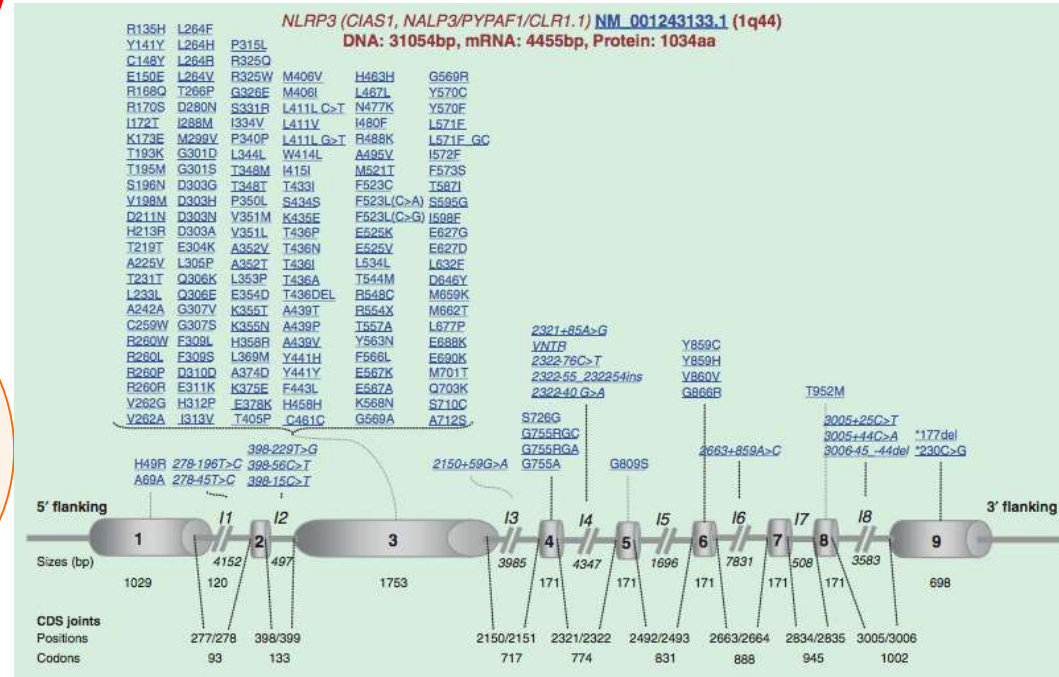 NLRP3 (CIAS1, NALP3/PYPAF1/CLR1.1) NM_001243133.1 (1q44)
DNA: 31054bp, mRNA: 4455bp, Protein: 1034aa
R135H L264F
Y141Y L264H P315L
C148Y L264R R325Q
E150E L264V R325W M406V H463H G569R
R168Q T266P G326E M406I L467L Y570C
R170S D280N S331R L411L C>T N477K Y570F
I172T I288M I334V L411V I480F L571F
K173E M299V P340P L411L G>T R488K L571F_GC
T193K G301D L344L W414L A495V I572F
T195M G301S T348M I415I M521T F573S
S196N D303G T348T T433I F523C T587I
V198M D303H P350L S434S F523L(C>A) S595G
D211N D303N V351M K435E F523L(C>G) I598F
H213R D303A V351L T436P E525K E627G
T219T E304K A352V T436N E525V E627D
A225V L305P A352T T436I L534L L632F
T231T Q306K L353P T436A T544M D646Y
L233L Q306E E354D T436DEL R548C M659K
A242A G307V K355T A439T R554X M662T
C259W G307S K355N A439P T557A L677P
R260W F309L H358R A439V Y563N E688K
R260L F309S L369M Y441H F566L E690K
R260P D310D A374D Y441Y E567K M701T
R260R E311K K375E F443L E567A Q703K
V262G H312P E378K H458H K568N S710C
V262A I313V T405P C461C G569A A712S
2321+85A>G
VNTR
2322-76C>T
2322-55_232254ins
2322-40 G>A
Y859C
Y859H
V860V
G866R
T952M
S726G
G755RGC
G755RGA
G755A
3005+25C>T
3005+44C>A
3006-45_-44del
*177del
*230C>G
H49R
A69A
278-196T>C
278-45T>C
398-229T>G
398-56C>T
398-15C>T
2150+59G>A
G809S
2663+859A>C
5′ flanking
3′ flanking
I1 I2 I3 I4 I5 I6 I7 I8
1 2 3 4 5 6 7 8 9
Sizes (bp)
4152 497 3985 4347 1696 7831 508 3583
1029 120 1753 171 171 171 171 171 698
CDS joints
Positions 277/278 398/399 2150/2151 2321/2322 2492/2493 2663/2664 2834/2835 3005/3006
Codons 93 133 717 774 831 888 945 1002